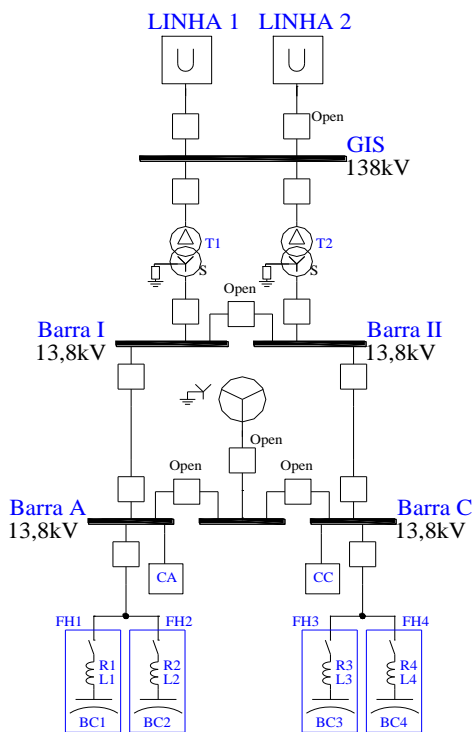 LINHA 1 LINHA 2
U U
Open
GIS
138kV
T1 T2
S S
Open
Barra I Barra II
13,8kV 13,8kV
Open
Open Open
Barra A Barra C
13,8kV 13,8kV
CA CC
FH1 FH2 FH3 FH4
R1 R2 R3 R4
L1 L2 L3 L4
BC1 BC2 BC3 BC4